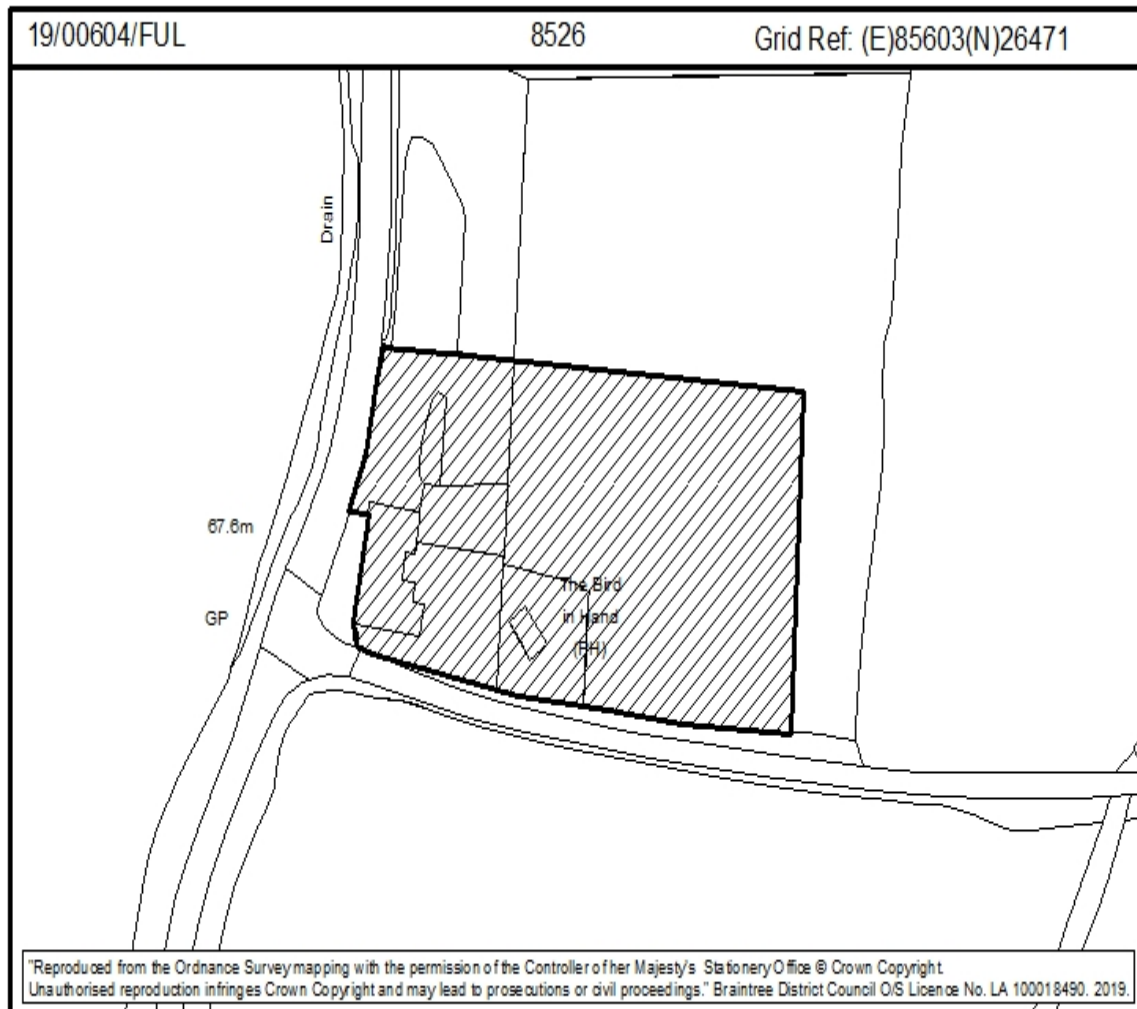 19/00604/FUL 8526 Grid Ref: (E)85603(N)26471
Drain
67.6m
GP
The Bird
in Hand
(PH)
"Reproduced from the Ordnance Survey mapping with the permission of the Controller of her Majesty's Stationery Office © Crown Copyright.
Unauthorised reproduction infringes Crown Copyright and may lead to prosecutions or civil proceedings." Braintree District Council O/S Licence No. LA 100018490. 2019.